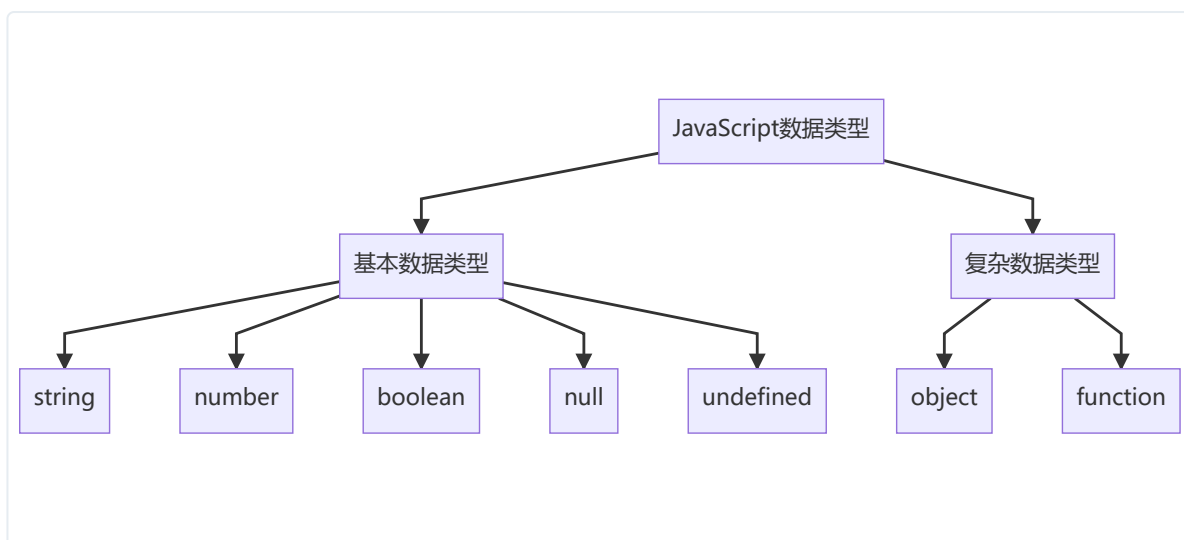 JavaScript数据类型
基本数据类型
复杂数据类型
string
number
boolean
null
undefined
object
function